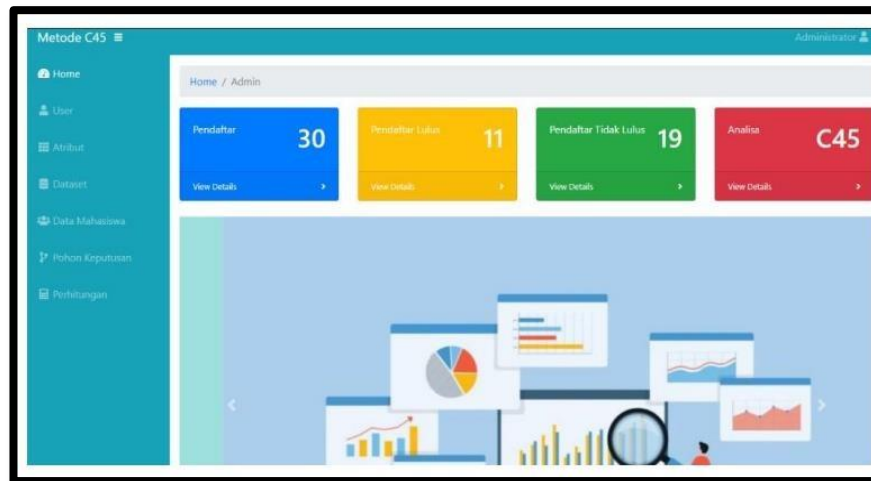 Metode C45
Administrator
Home
User
Atribut
Dataset
Data Mahasiswa
Pohon Keputusan
Perhitungan
Home / Admin
Pendaftar 30
View Details
Pendaftar Lulus 11
View Details
Pendaftar Tidak Lulus 19
View Details
Analisa C45
View Details